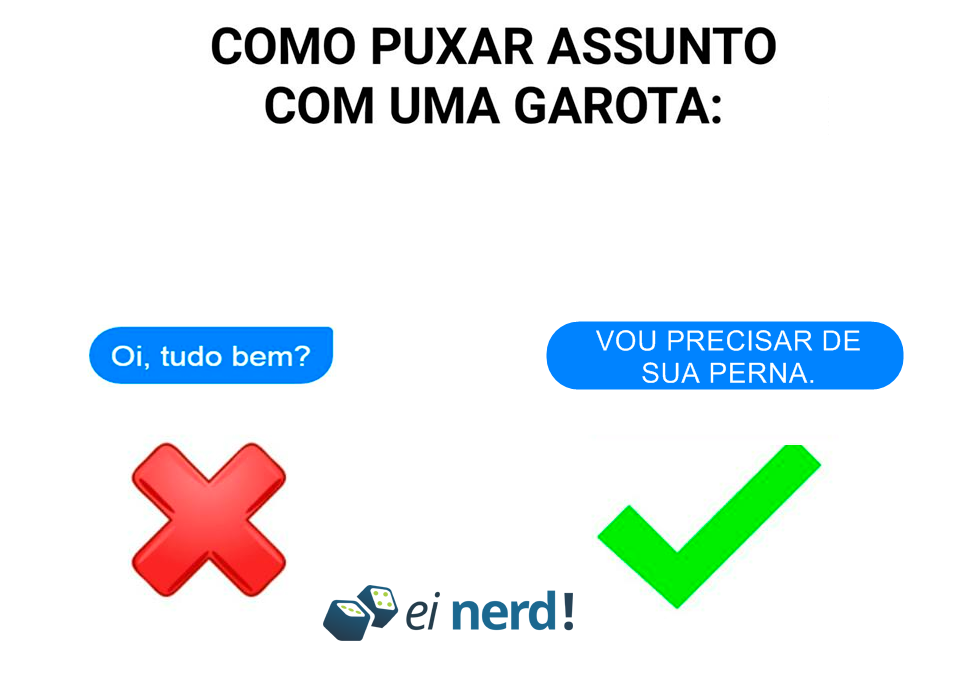 COMO PUXAR ASSUNTO
COM UMA GAROTA:
Oi, tudo bem?
VOU PRECISAR DE
SUA PERNA.
ei nerd!